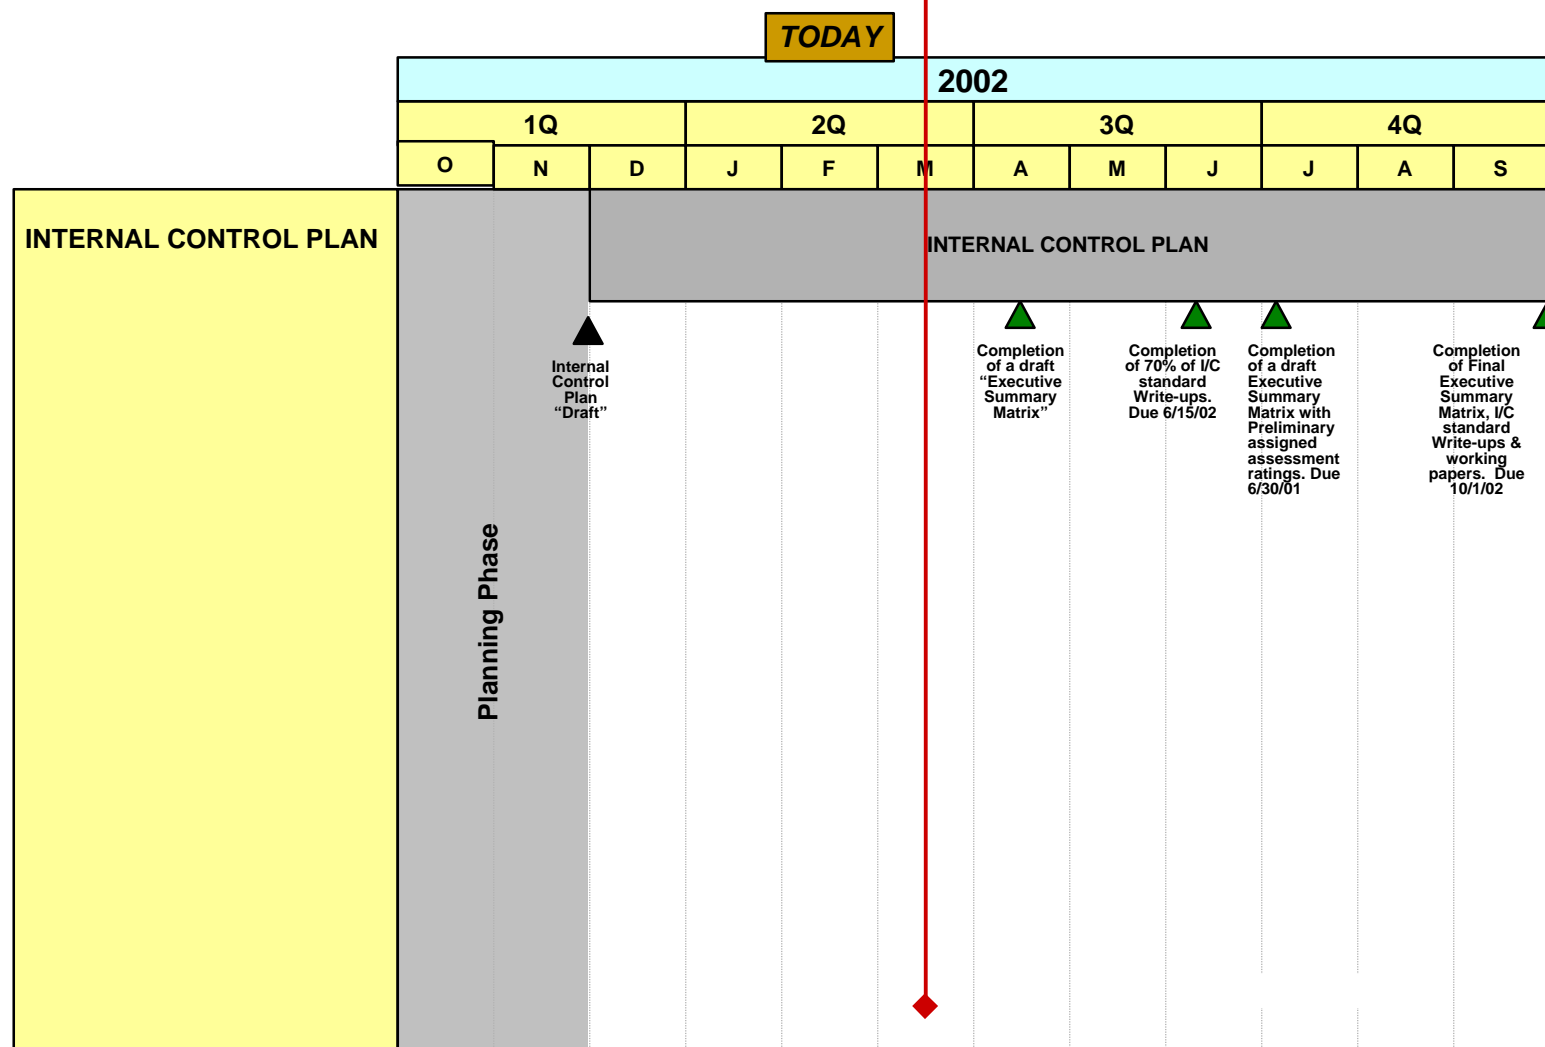 TODAY
2002
1Q 2Q 3Q 4Q
O N D J F M A M J J A S
INTERNAL CONTROL PLAN
INTERNAL CONTROL PLAN
Internal
Control
Plan
“Draft”
Completion
of a draft
“Executive
Summary
Matrix”
Completion
of 70% of I/C
standard
Write-ups.
Due 6/15/02
Completion
of a draft
Executive
Summary
Matrix with
Preliminary
assigned
assessment
ratings. Due
6/30/01
Completion
of Final
Executive
Summary
Matrix, I/C
standard
Write-ups &
working
papers. Due
10/1/02
Planning Phase